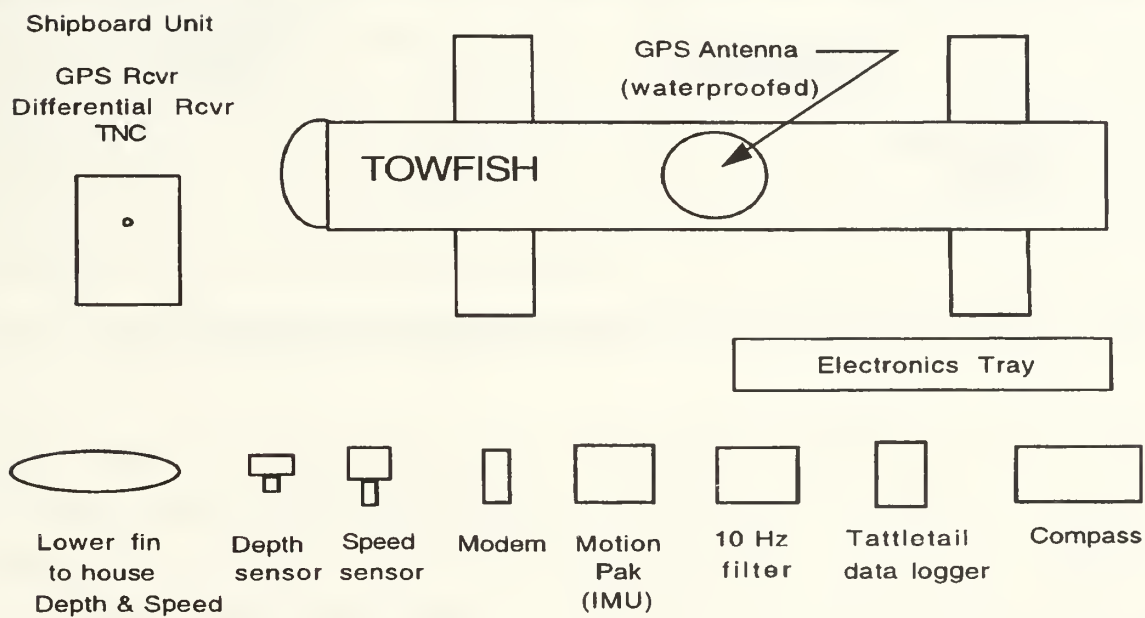 Shipboard Unit
GPS Rcvr
Differential Rcvr
TNC
GPS Antenna
(waterproofed)
TOWFISH
Electronics Tray
Lower fin
to house
Depth & Speed
Depth
sensor
Speed
sensor
Modem
Motion
Pak
(IMU)
10 Hz
filter
Tattletail
data logger
Compass